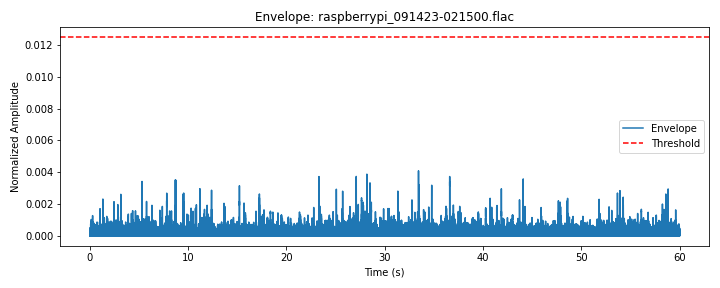 Envelope: raspberrypi_091423-021500.flac
Normalized Amplitude
0.012
0.010
0.008
0.006
0.004
0.002
0.000
Envelope
Threshold
0 10 20 30 40 50 60
Time (s)